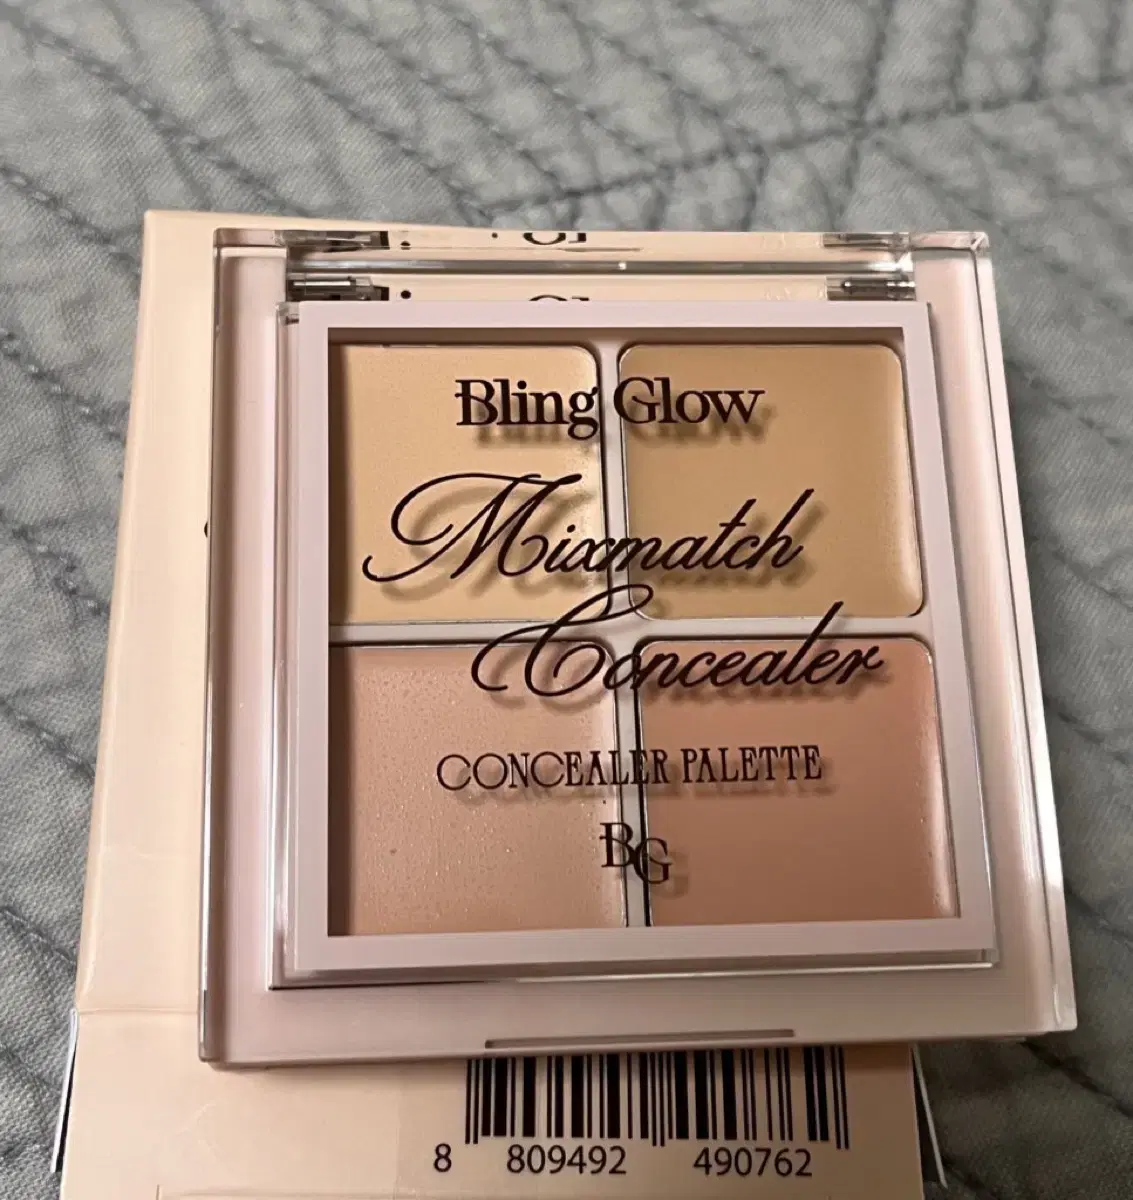 Bling Glow
Mixmatch
Concealer
CONCEALER PALETTE
BG
8 809492 490762